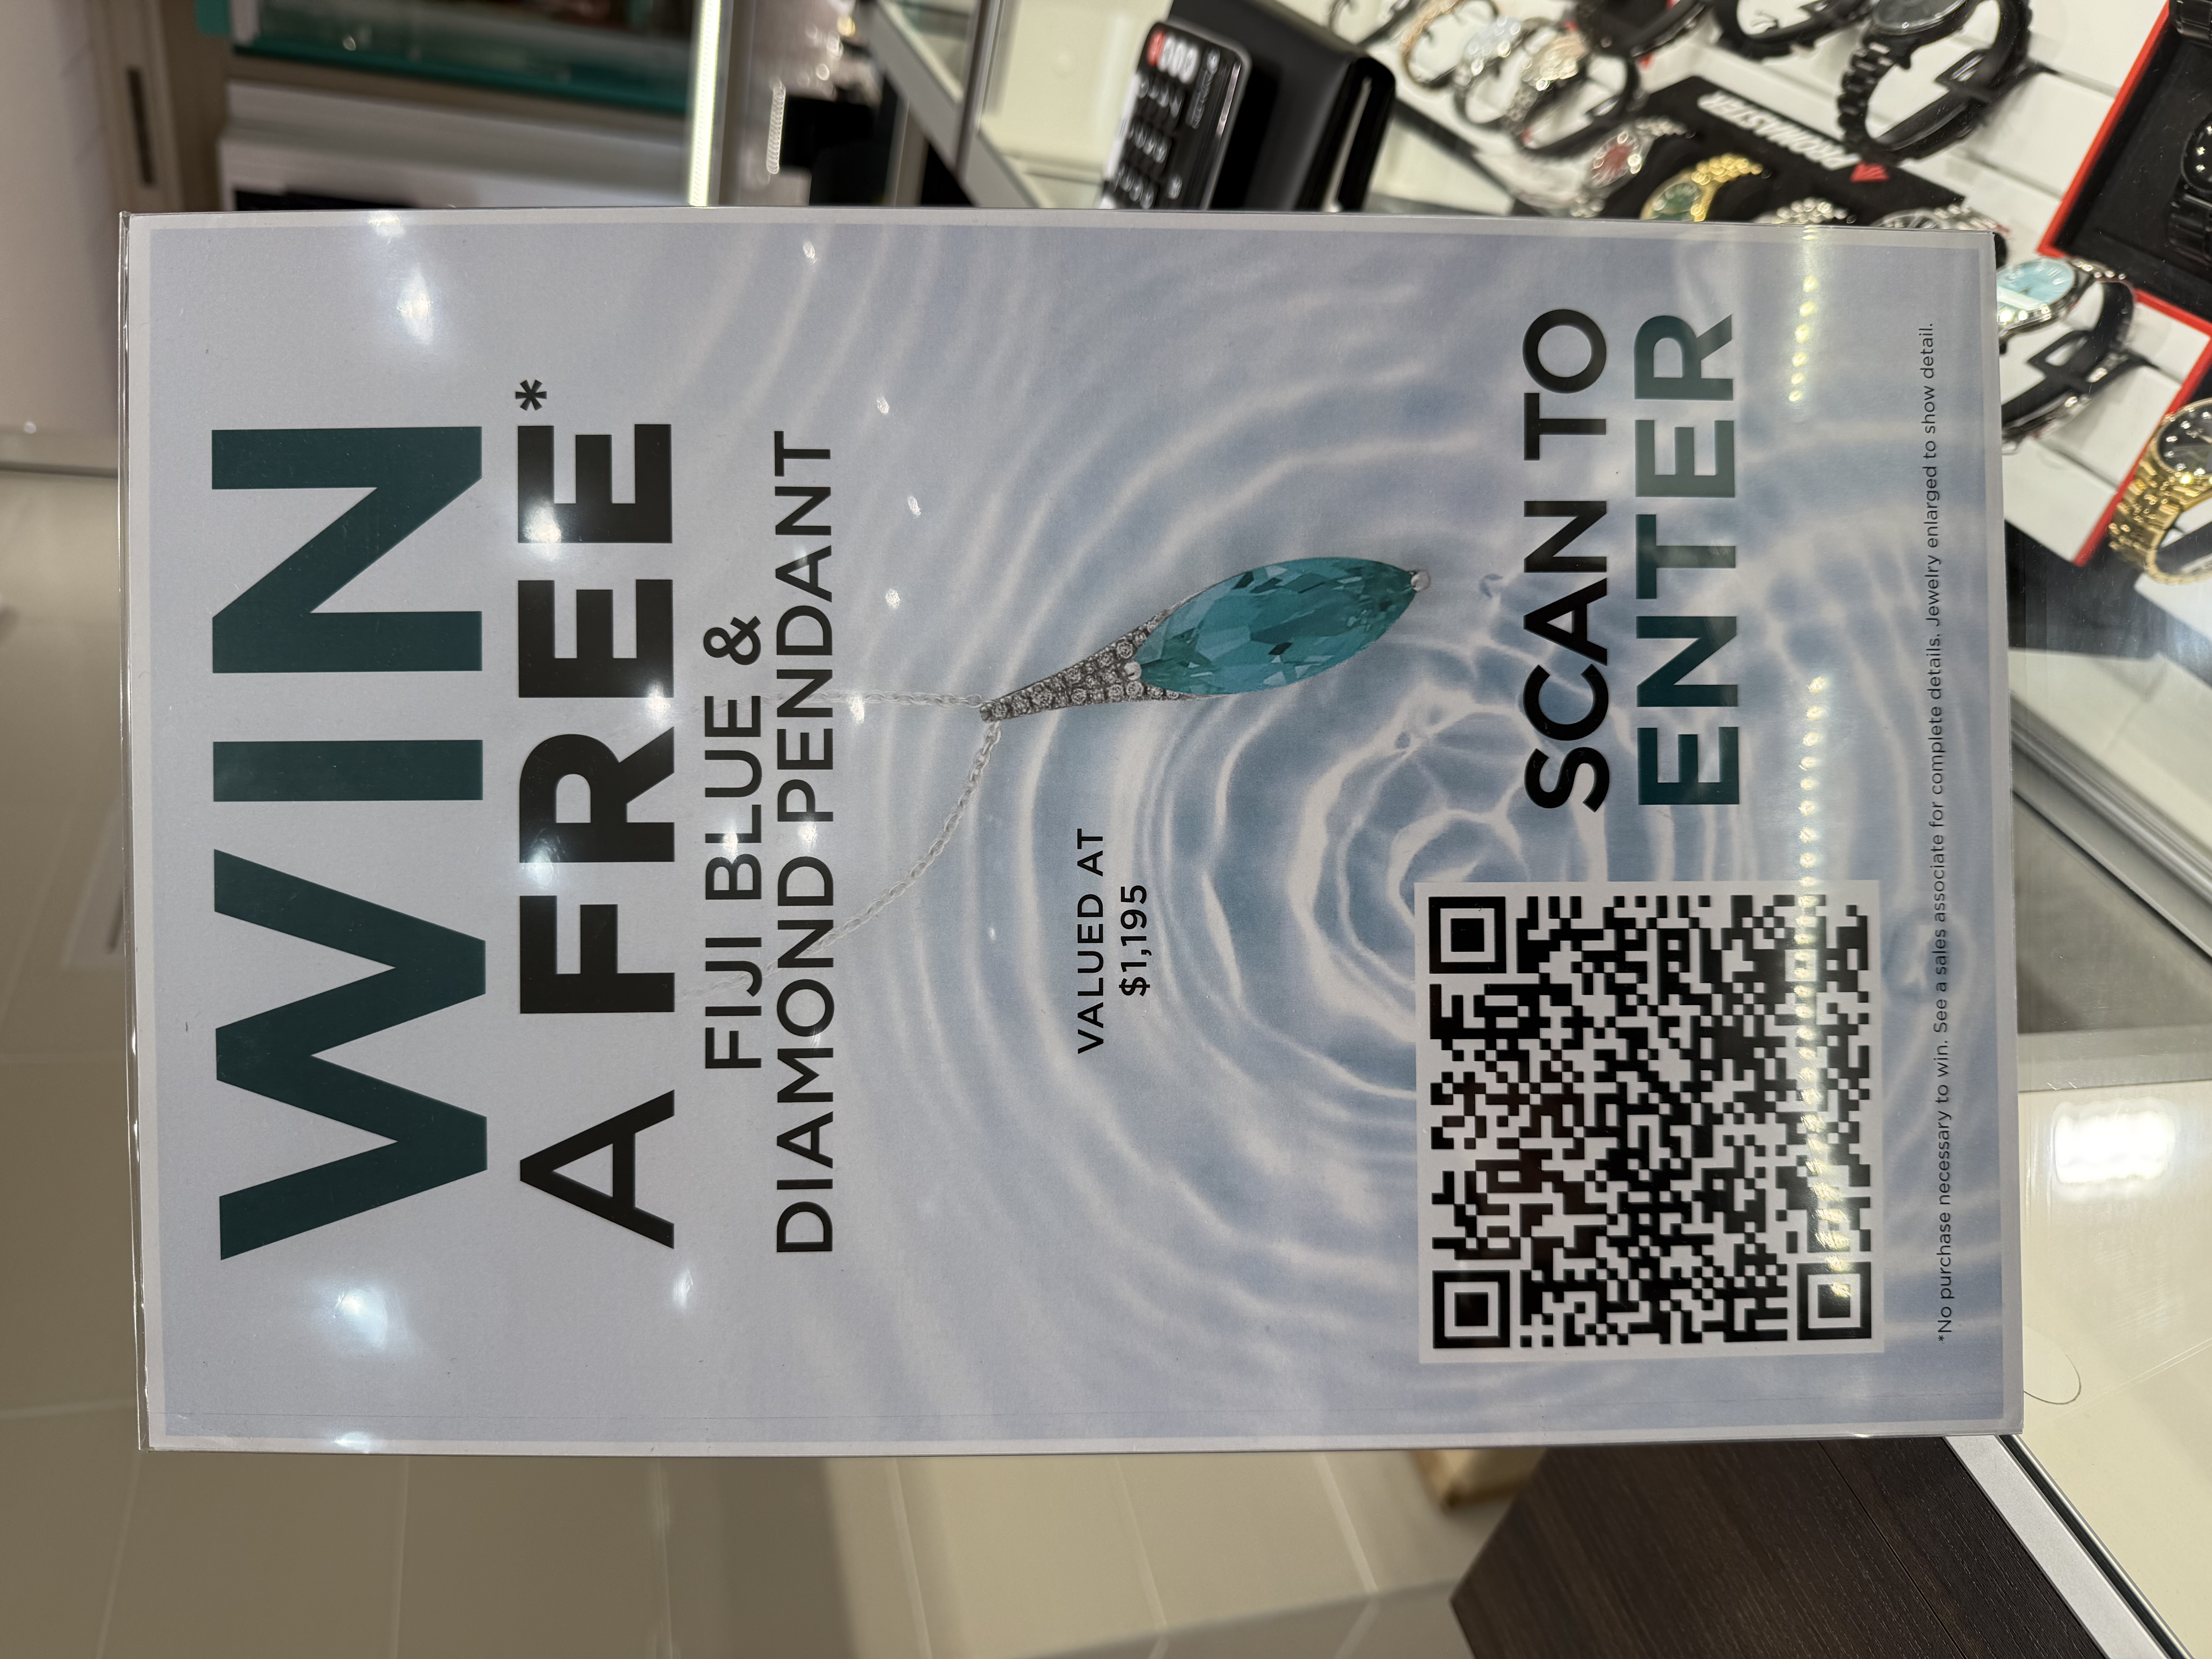 WIN
A FREE*
FIJI BLUE &
DIAMOND PENDANT
VALUED AT
$1,195
SCAN TO
ENTER
*No purchase necessary to win. See a sales associate for complete details. Jewelry enlarged to show detail.
PROMASTER